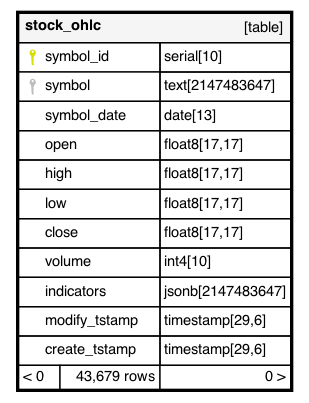 stock_ohlc [table]
symbol_id serial[10]
symbol text[2147483647]
symbol_date date[13]
open float8[17,17]
high float8[17,17]
low float8[17,17]
close float8[17,17]
volume int4[10]
indicators jsonb[2147483647]
modify_tstamp timestamp[29,6]
create_tstamp timestamp[29,6]
< 0 43,679 rows 0 >